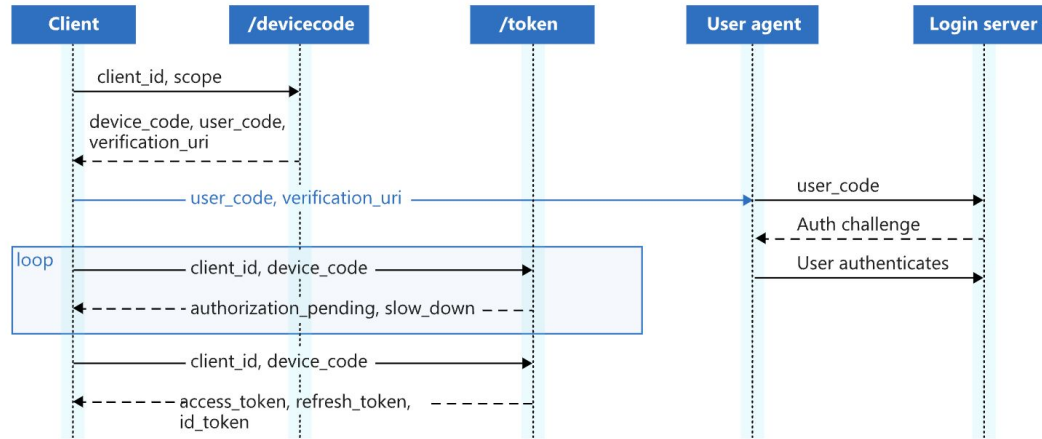 Client
/devicecode
/token
User agent
Login server
client_id, scope
device_code, user_code,
verification_uri
user_code, verification_uri
user_code
Auth challenge
loop
client_id, device_code
User authenticates
authorization_pending, slow_down
client_id, device_code
access_token, refresh_token,
id_token